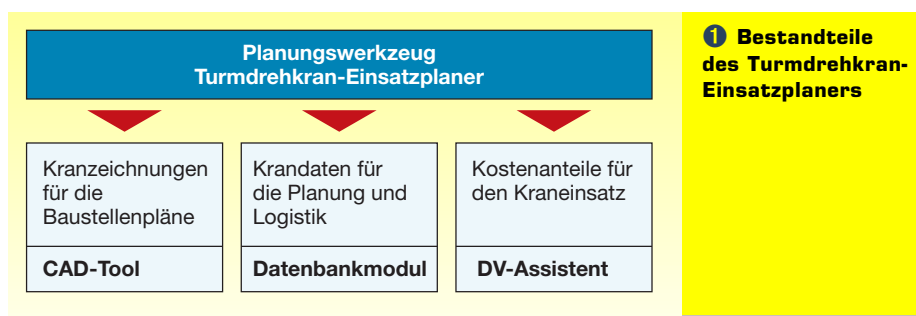 Planungswerkzeug
Turmdrehkran-Einsatzplaner
Kranzeichnungen
für die
Baustellenpläne
CAD-Tool
Krandaten für
die Planung und
Logistik
Datenbankmodul
Kostenanteile für
den Kraneinsatz
DV-Assistent
❶ Bestandteile
des Turmdrehkran-
Einsatzplaners